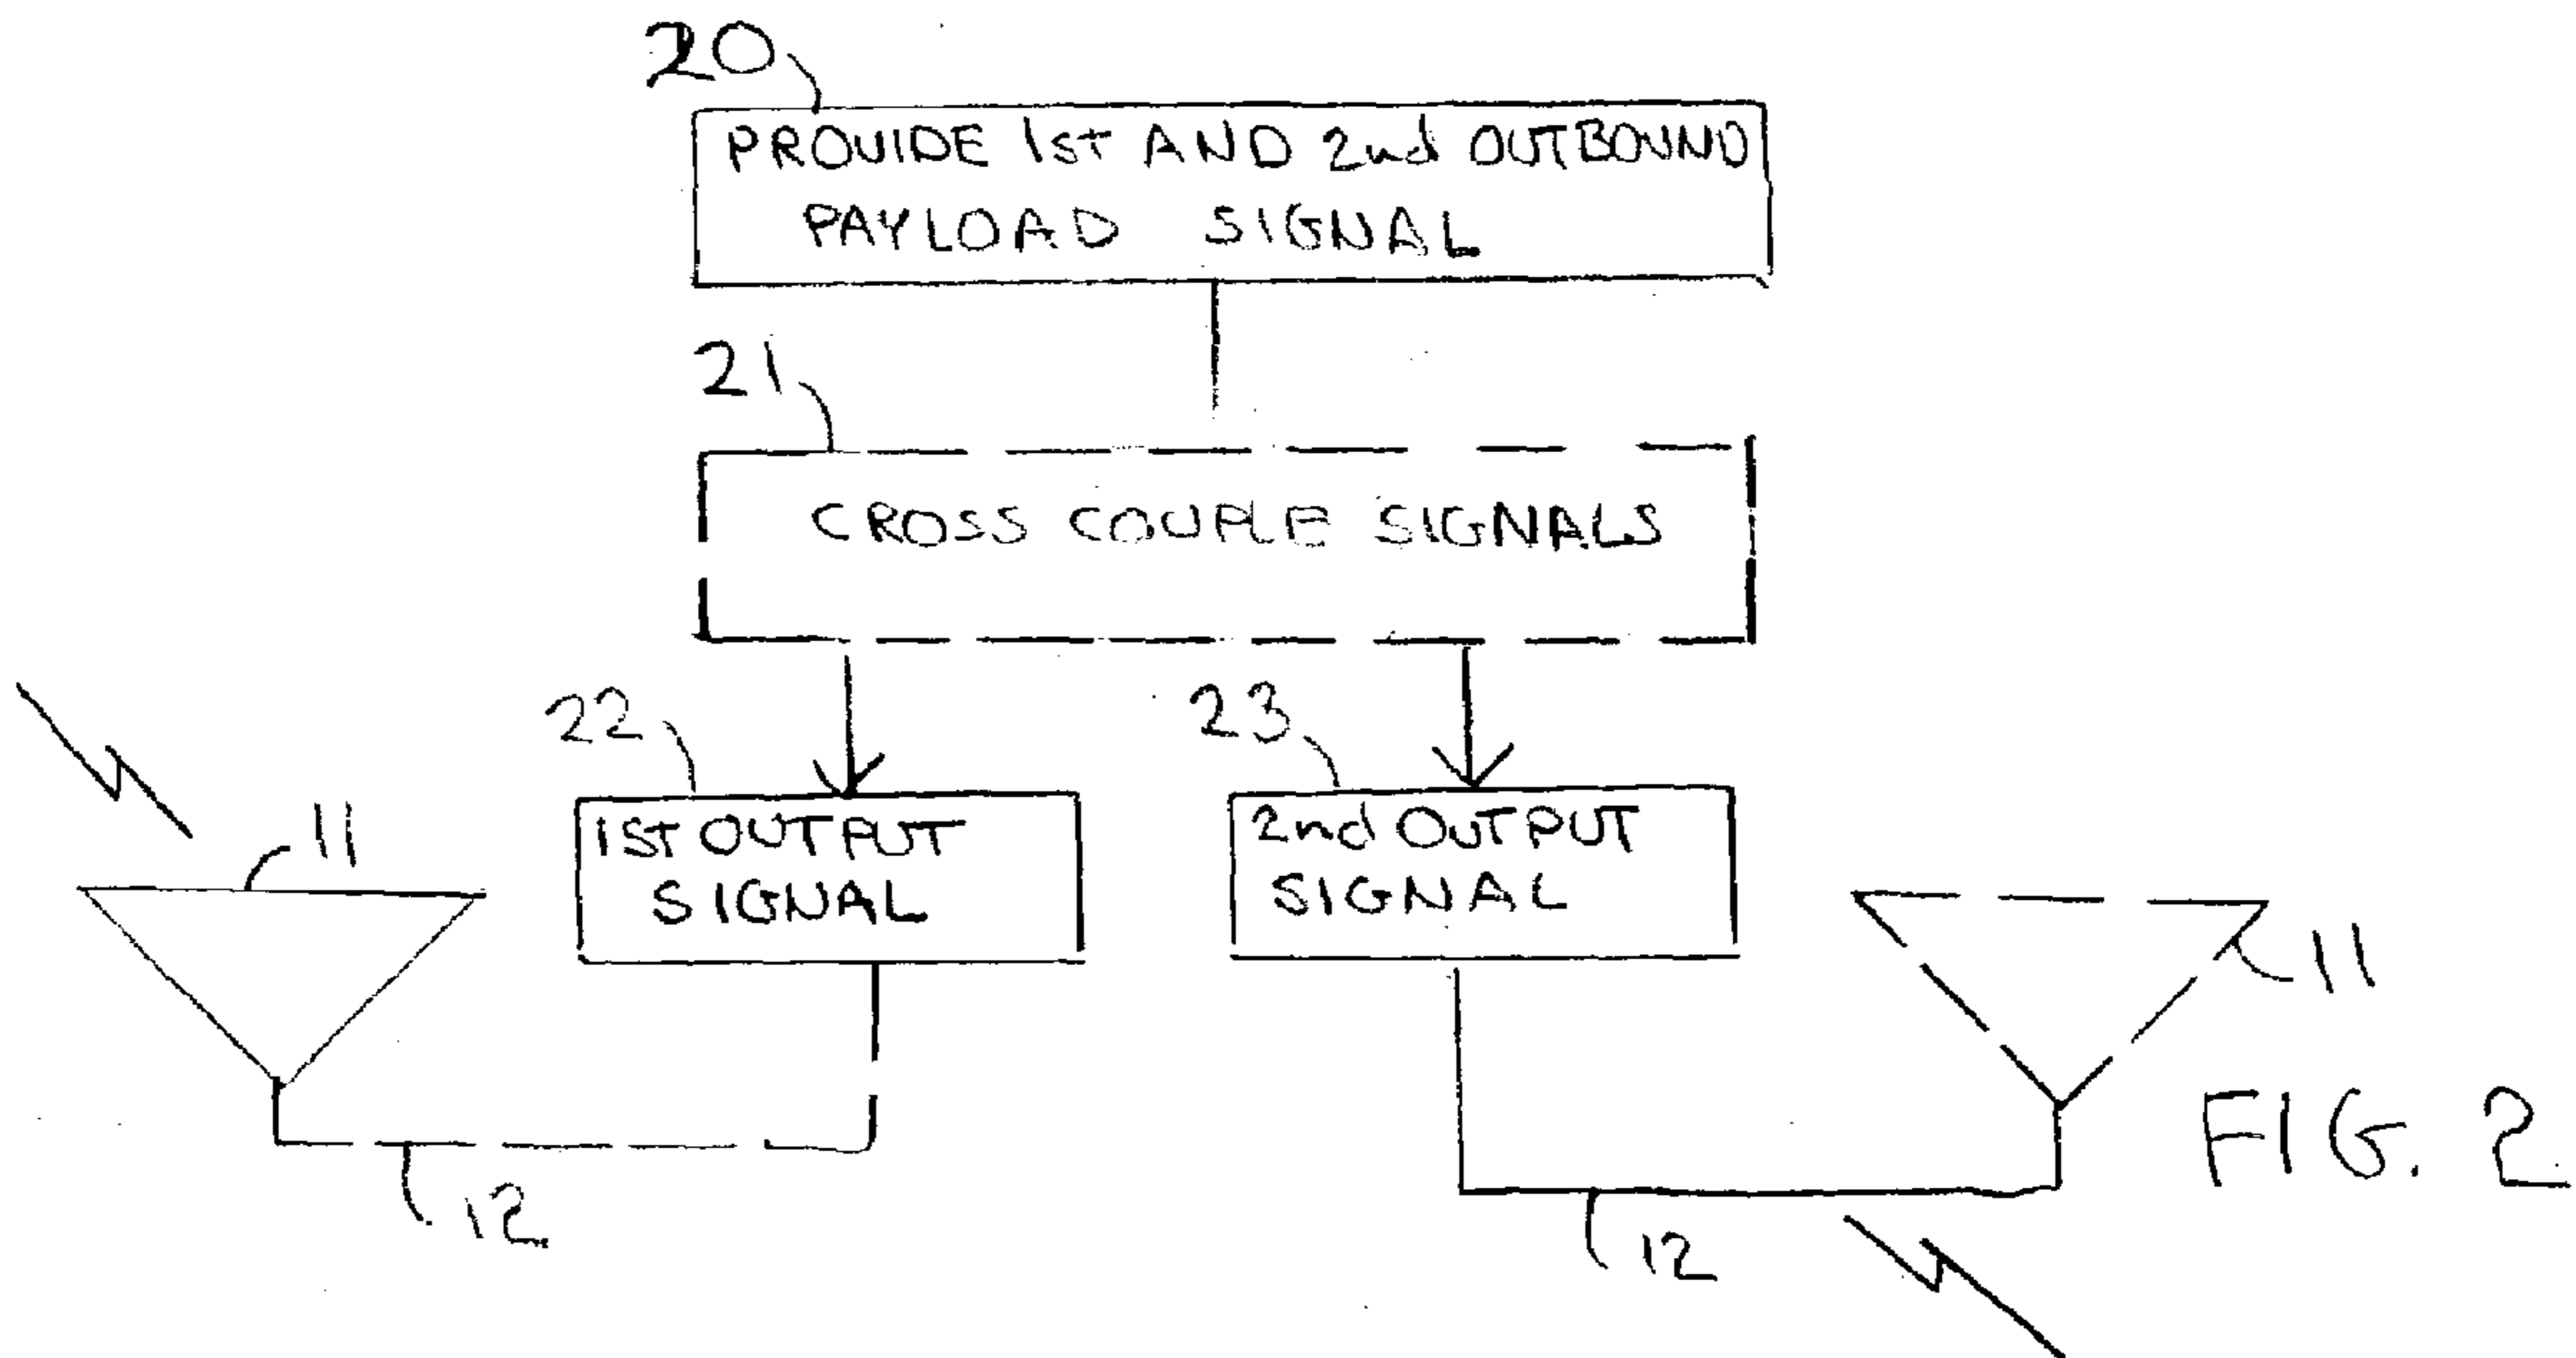 20
PROVIDE 1st AND 2nd OUTBOUND
PAYLOAD SIGNAL
21
CROSS COUPLE SIGNALS
22
23
11
1ST OUTPUT
SIGNAL
2nd OUTPUT
SIGNAL
11
12
12
FIG. 2